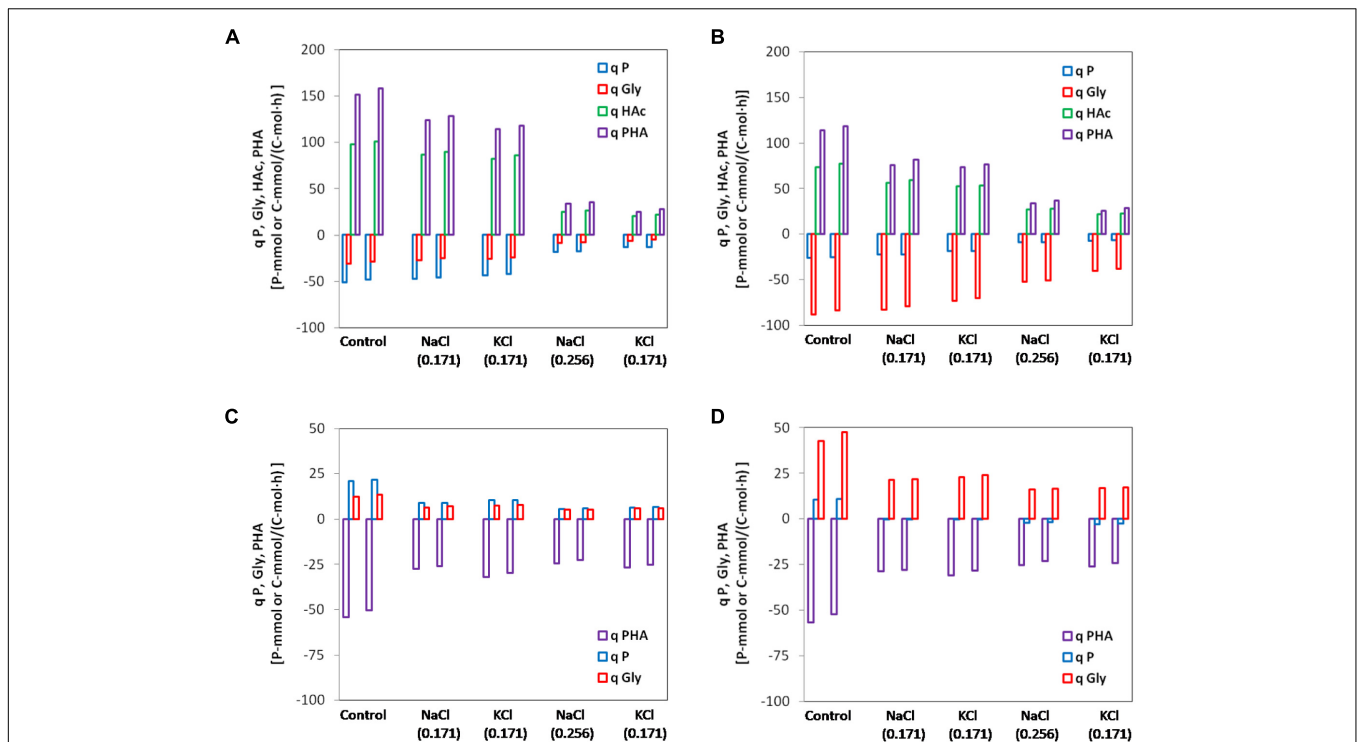 A
q P, Gly, HAc, PHA
[P-mmol or C-mmol/(C-mol·h)]
200
150
100
50
0
-50
-100
q P
q Gly
q HAc
q PHA
Control
NaCl
(0.171)
KCl
(0.171)
NaCl
(0.256)
KCl
(0.171)
B
q P, Gly, HAc, PHA
[P-mmol or C-mmol/(C-mol·h)]
200
150
100
50
0
-50
-100
q P
q Gly
q HAc
q PHA
Control
NaCl
(0.171)
KCl
(0.171)
NaCl
(0.256)
KCl
(0.171)
C
q P, Gly, PHA
[P-mmol or C-mmol/(C-mol·h) ]
50
25
0
-25
-50
-75
-100
q PHA
q P
q Gly
Control
NaCl
(0.171)
KCl
(0.171)
NaCl
(0.256)
KCl
(0.171)
D
q P, Gly, PHA
[P-mmol or C-mmol/(C-mol·h) ]
50
25
0
-25
-50
-75
-100
q PHA
q P
q Gly
Control
NaCl
(0.171)
KCl
(0.171)
NaCl
(0.256)
KCl
(0.171)